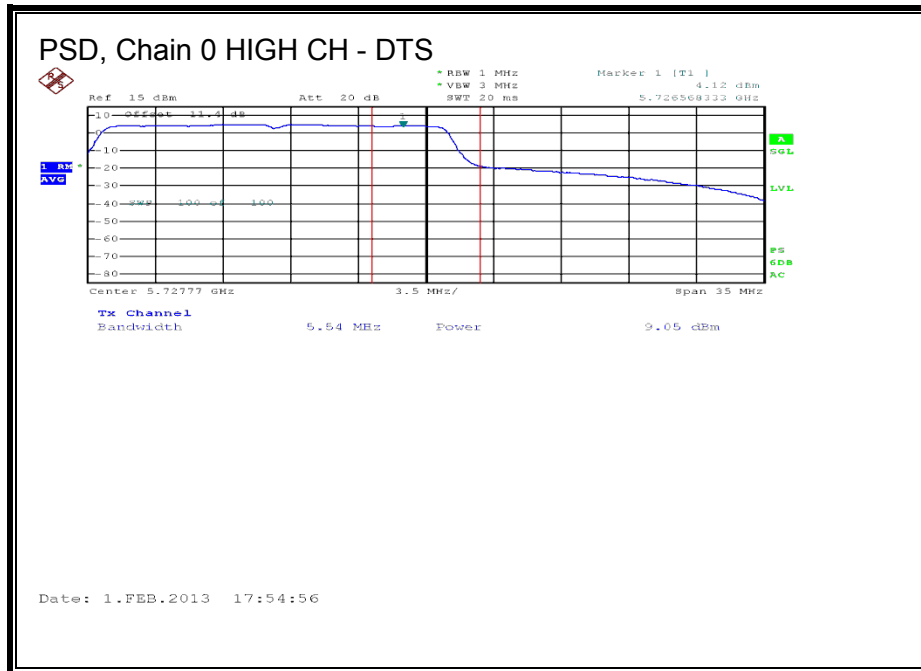 PSD, Chain 0 HIGH CH - DTS
R S
* RBW 1 MHz Marker 1 [T1 ]
* VBW 3 MHz 4.12 dBm
Ref 15 dBm Att 20 dB SWT 20 ms 5.726568333 GHz
10 Offset 11.4 dB
1
0
A
-10
SGL
1 RM *
-20
AVG
-30
LVL
-40 SWP 100 of 100
-50
-60
PS
-70
6DB
-80
AC
Center 5.72777 GHz 3.5 MHz/ Span 35 MHz
Tx Channel
Bandwidth 5.54 MHz Power 9.05 dBm
Date: 1.FEB.2013 17:54:56